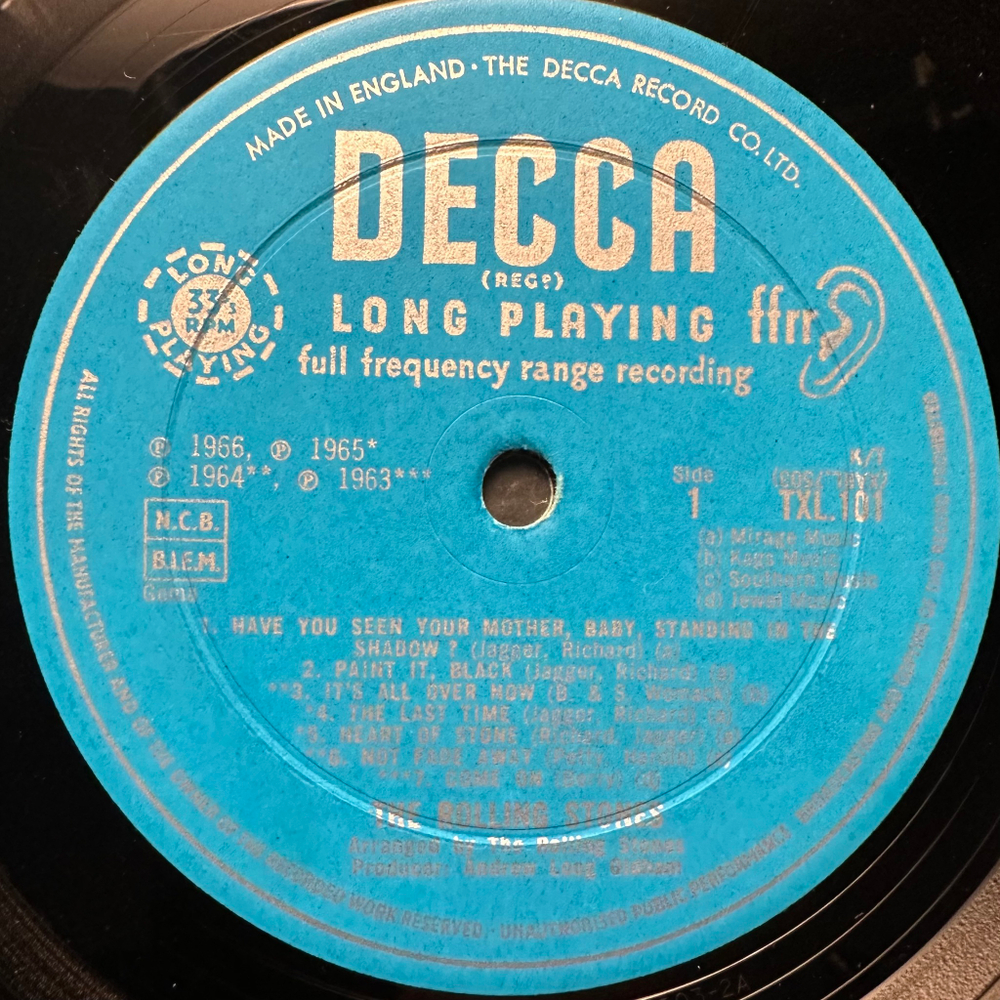 MADE IN ENGLAND · THE DECCA RECORD CO. LTD.
DECCA
(REGD)
LONG PLAYING
ffrr
full frequency range recording
LONG
33⅓
RPM
PLAYING
Ⓟ 1966, Ⓟ 1965*
Ⓟ 1964**, Ⓟ 1963***
N.C.B.
B.I.E.M.
Gema
K/T
Side
1
TXL.101
(a) Mirage Music
(b) Kags Music
(c) Southern Music
(d) Jewel Music
1. HAVE YOU SEEN YOUR MOTHER, BABY, STANDING IN THE
SHADOW? (Jagger, Richard) (a)
2. PAINT IT, BLACK (Jagger, Richard) (a)
**3. IT'S ALL OVER NOW (B. & S. Womack) (b)
*4. THE LAST TIME (Jagger, Richard) (a)
*5. HEART OF STONE (Richard, Jagger) (a)
**6. NOT FADE AWAY (Petty, Hardin)
***7. COME ON (Berry) (d)
THE ROLLING STONES
Arranged by The Rolling Stones
Producer: Andrew Loog Oldham
ALL RIGHTS OF THE MANUFACTURER AND OF THE OWNER OF THE RECORDED WORK RESERVED · UNAUTHORISED PUBLIC PERFORMANCE